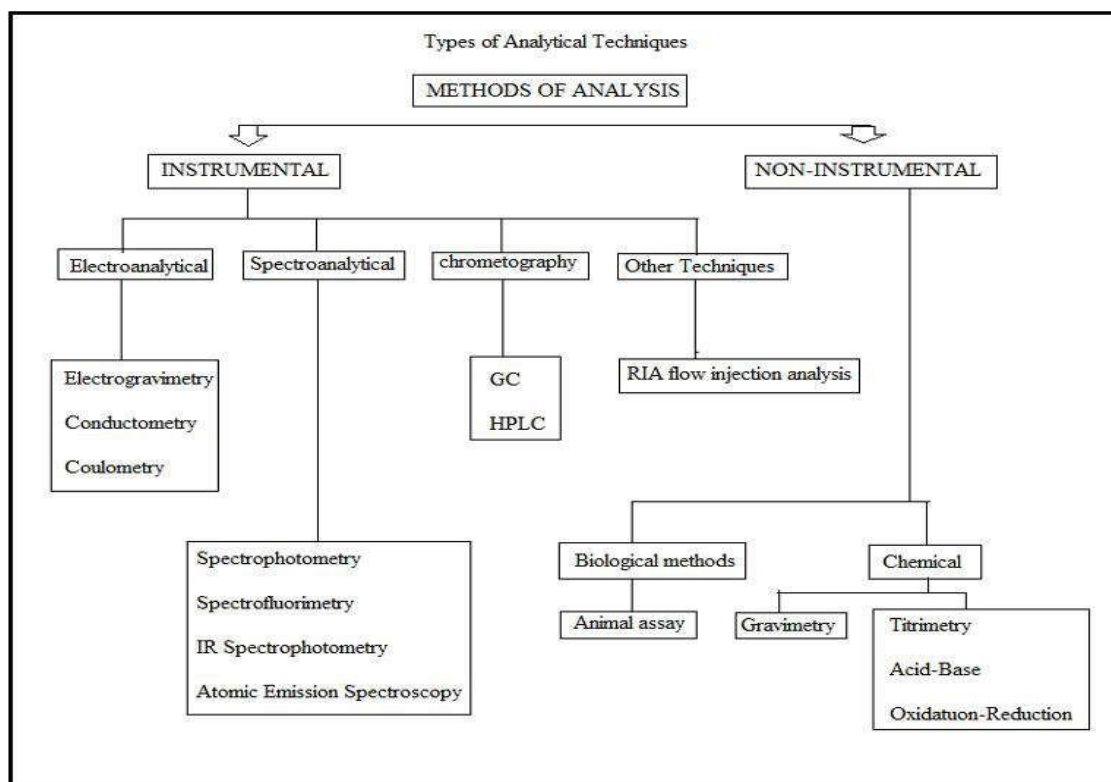 Types of Analytical Techniques
METHODS OF ANALYSIS
INSTRUMENTAL
NON-INSTRUMENTAL
Electroanalytical
Spectroanalytical
chrometography
Other Techniques
Electrogravimetry
Conductometry
Coulometry
GC
HPLC
RIA flow injection analysis
Spectrophotometry
Spectrofluorimetry
IR Spectrophotometry
Atomic Emission Spectroscopy
Biological methods
Chemical
Animal assay
Gravimetry
Titrimetry
Acid-Base
Oxidatuon-Reduction